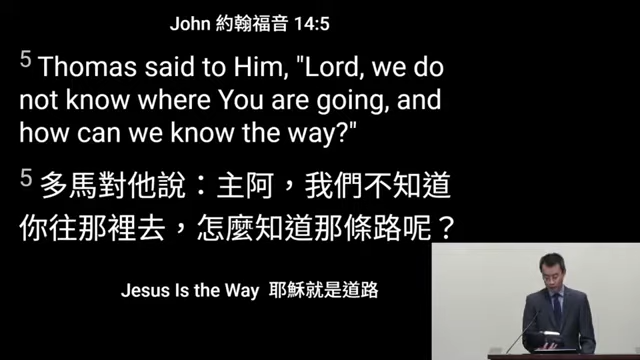 John 約翰福音 14:5
5 Thomas said to Him, "Lord, we do
not know where You are going, and
how can we know the way?"
5 多馬對他說：主阿，我們不知道
你往那裡去，怎麼知道那條路呢？
Jesus Is the Way 耶穌就是道路